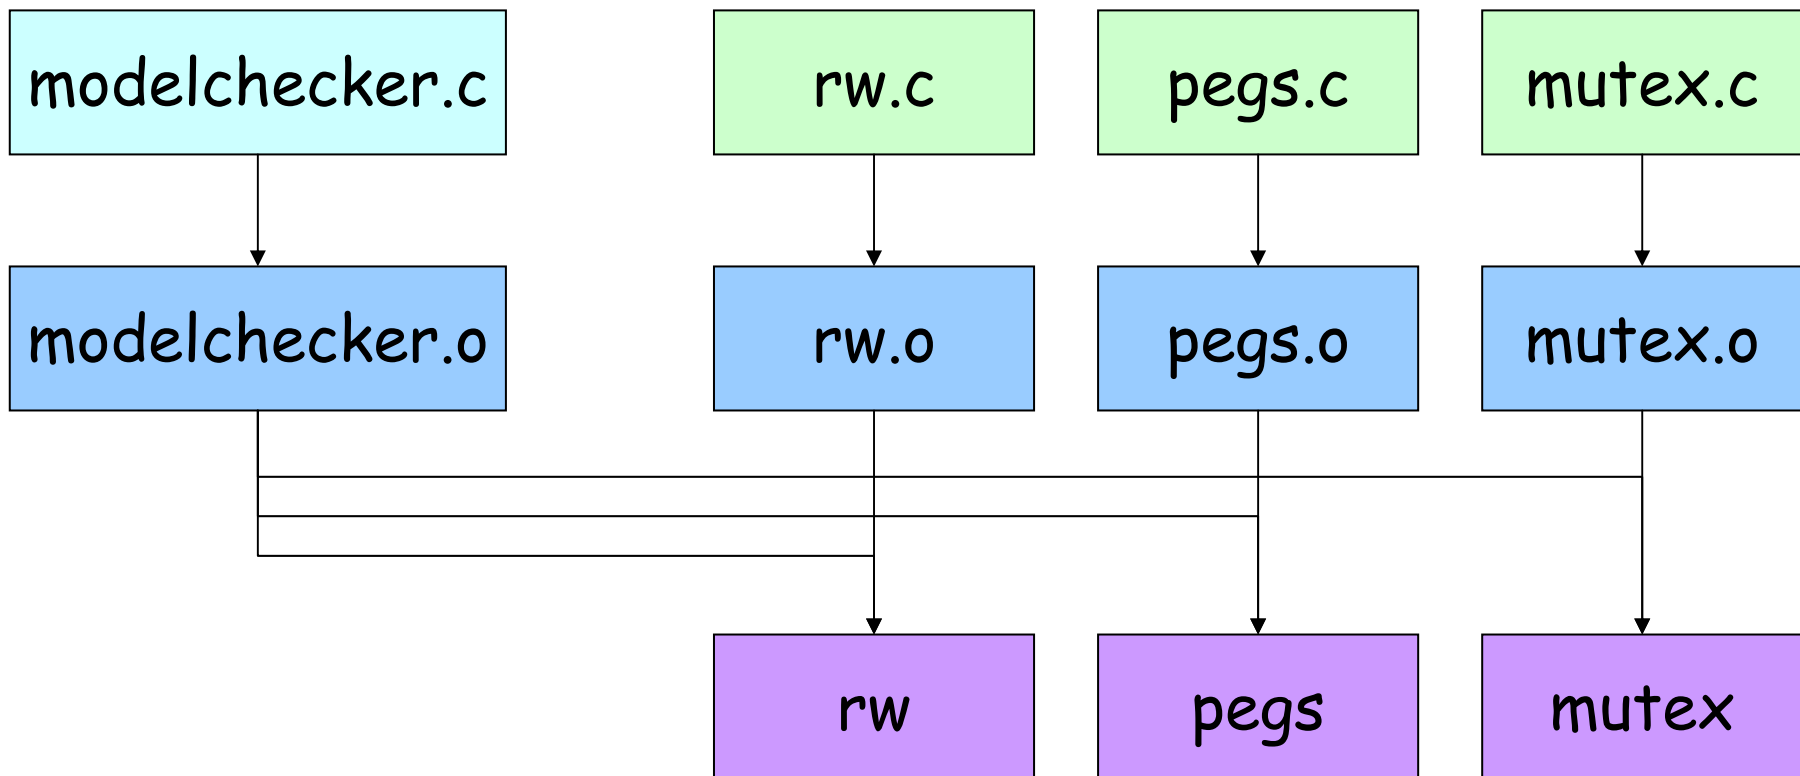 modelchecker.c
rw.c
pegs.c
mutex.c
modelchecker.o
rw.o
pegs.o
mutex.o
rw
pegs
mutex